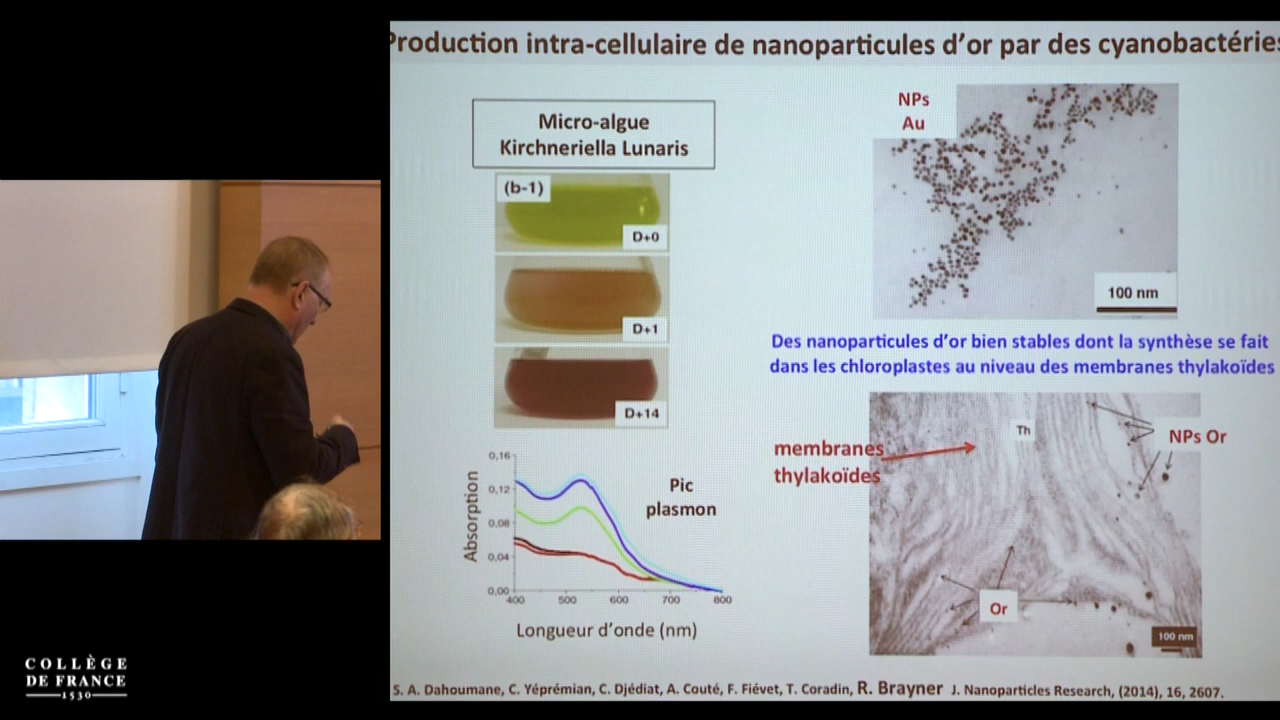 Production intra-cellulaire de nanoparticules d'or par des cyanobactéries
Micro-algue
Kirchneriella Lunaris
(b-1)
D+0
D+1
D+14
NPs
Au
100 nm
Des nanoparticules d'or bien stables dont la synthèse se fait
dans les chloroplastes au niveau des membranes thylakoïdes
membranes
thylakoïdes
Th
NPs Or
Or
100 nm
Absorption
0,16
0,12
0,08
0,04
0,00
400 500 600 700 800
Pic
plasmon
Longueur d'onde (nm)
S. A. Dahoumane, C. Yéprémian, C. Djédiat, A. Couté, F. Fiévet, T. Coradin, R. Brayner J. Nanoparticles Research, (2014), 16, 2607.
COLLÈGE
DE FRANCE
1530